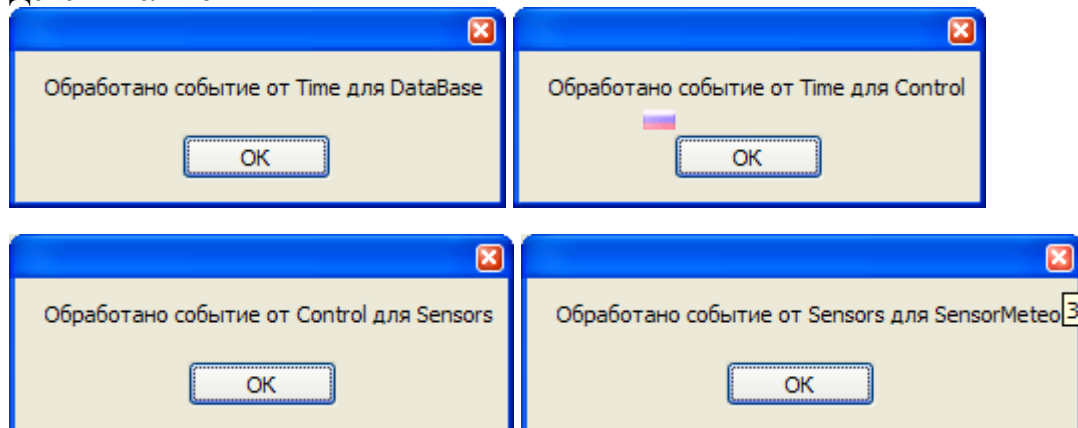 Обработано событие от Time для DataBase
OK
Обработано событие от Time для Control
OK
Обработано событие от Control для Sensors
OK
Обработано событие от Sensors для SensorMeteo
OK